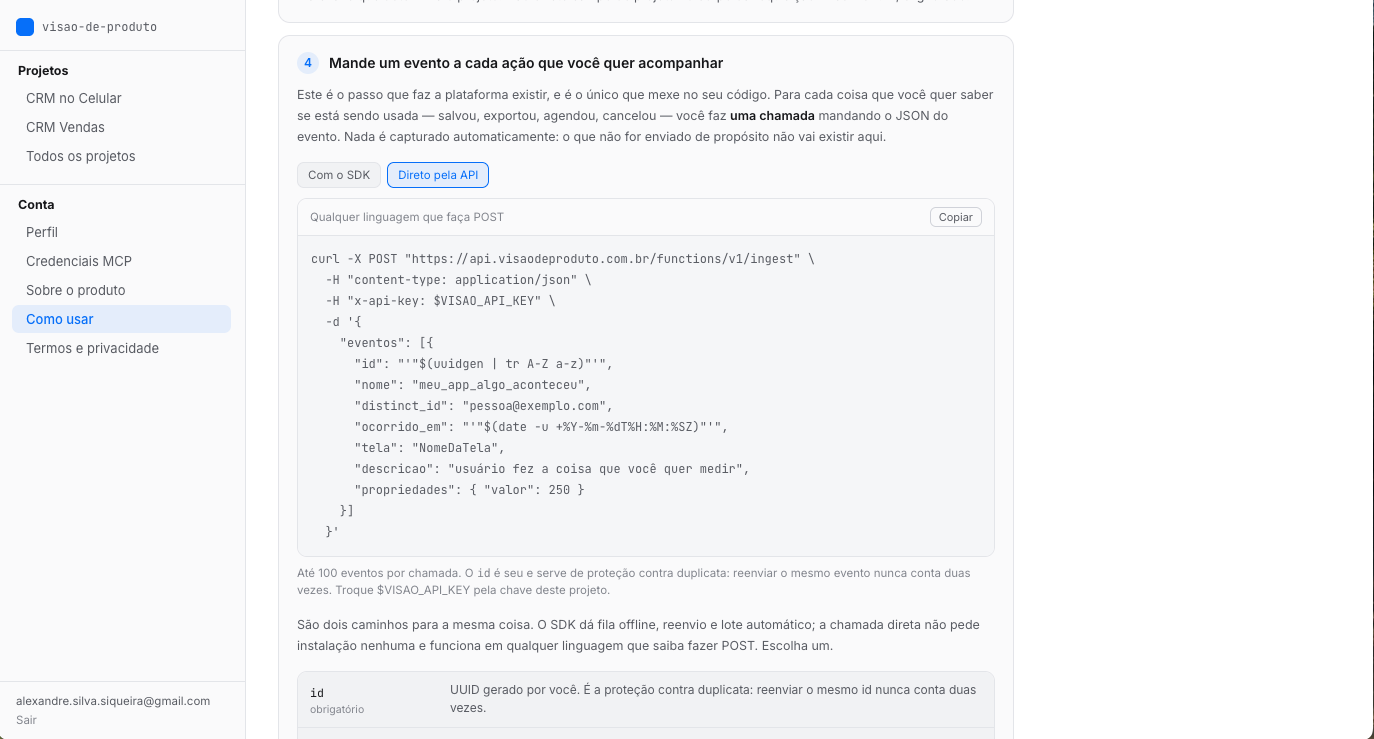 visao-de-produto
Projetos
CRM no Celular
CRM Vendas
Todos os projetos
Conta
Perfil
Credenciais MCP
Sobre o produto
Como usar
Termos e privacidade
alexandre.silva.siqueira@gmail.com
Sair
4 Mande um evento a cada ação que você quer acompanhar
Este é o passo que faz a plataforma existir, e é o único que mexe no seu código. Para cada coisa que você quer saber
se está sendo usada — salvou, exportou, agendou, cancelou — você faz uma chamada mandando o JSON do
evento. Nada é capturado automaticamente: o que não for enviado de propósito não vai existir aqui.
Com o SDK Direto pela API
Qualquer linguagem que faça POST Copiar
curl -X POST "https://api.visaodeproduto.com.br/functions/v1/ingest" \
-H "content-type: application/json" \
-H "x-api-key: $VISAO_API_KEY" \
-d '{
"eventos": [{
"id": "'"$(uuidgen | tr A-Z a-z)"'",
"nome": "meu_app_algo_aconteceu",
"distinct_id": "pessoa@exemplo.com",
"ocorrido_em": "'"$(date -u +%Y-%m-%dT%H:%M:%SZ)"'",
"tela": "NomeDaTela",
"descricao": "usuário fez a coisa que você quer medir",
"propriedades": { "valor": 250 }
}]
}'
Até 100 eventos por chamada. O id é seu e serve de proteção contra duplicata: reenviar o mesmo evento nunca conta duas
vezes. Troque $VISAO_API_KEY pela chave deste projeto.
São dois caminhos para a mesma coisa. O SDK dá fila offline, reenvio e lote automático; a chamada direta não pede
instalação nenhuma e funciona em qualquer linguagem que saiba fazer POST. Escolha um.
id
obrigatório
UUID gerado por você. É a proteção contra duplicata: reenviar o mesmo id nunca conta duas
vezes.